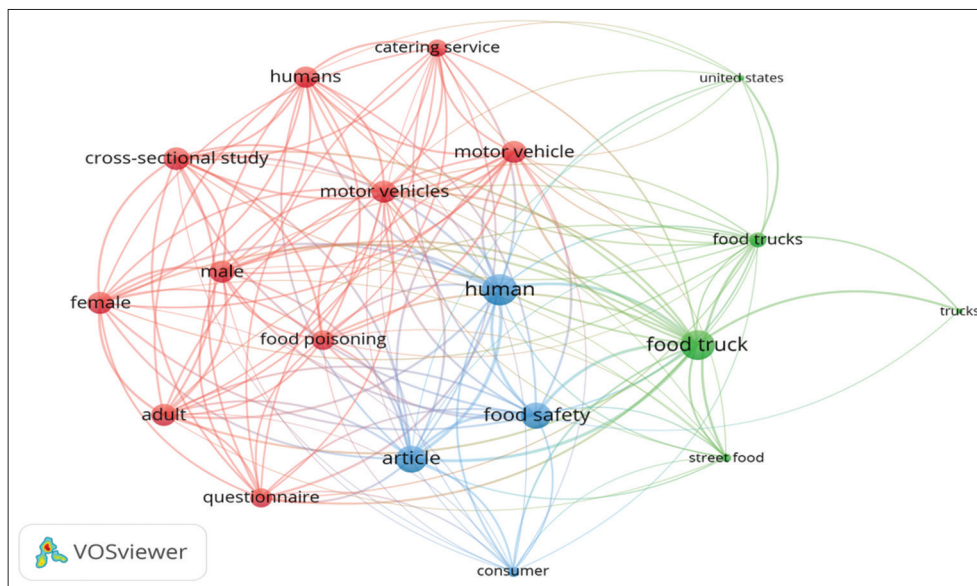 catering service
humans
united states
cross-sectional study
motor vehicle
motor vehicles
food trucks
male
human
female
trucks
food poisoning
food truck
adult
food safety
article
street food
questionnaire
VOSviewer
consumer